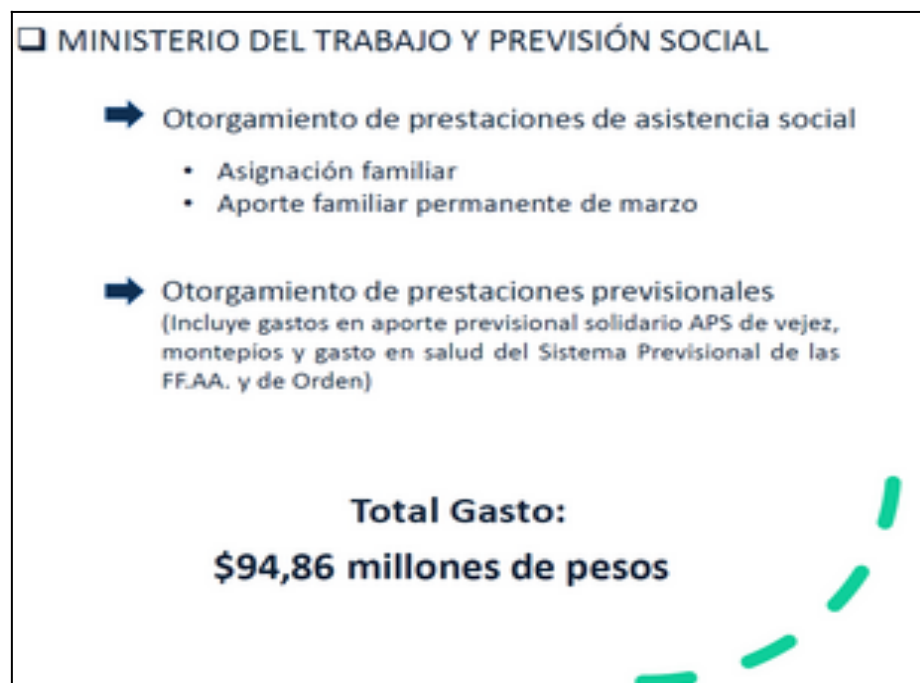 MINISTERIO DEL TRABAJO Y PREVISIÓN SOCIAL
Otorgamiento de prestaciones de asistencia social
• Asignación familiar
• Aporte familiar permanente de marzo
Otorgamiento de prestaciones previsionales
(Incluye gastos en aporte previsional solidario APS de vejez,
montepíos y gasto en salud del Sistema Previsional de las
FF.AA. y de Orden)
Total Gasto:
$94,86 millones de pesos